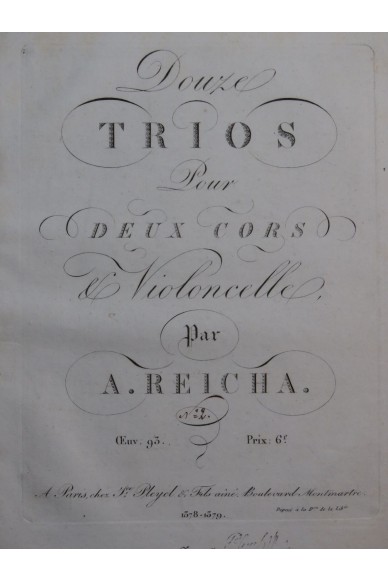 Douze
TRIOS
Pour
DEUX CORS
& Violoncelle,
Par
A. REICHA.
Œuv. 93. Prix: 6f
A Paris, chez Ice Pleyel & Fils aîné, Boulevard Montmartre.
1578-1579.